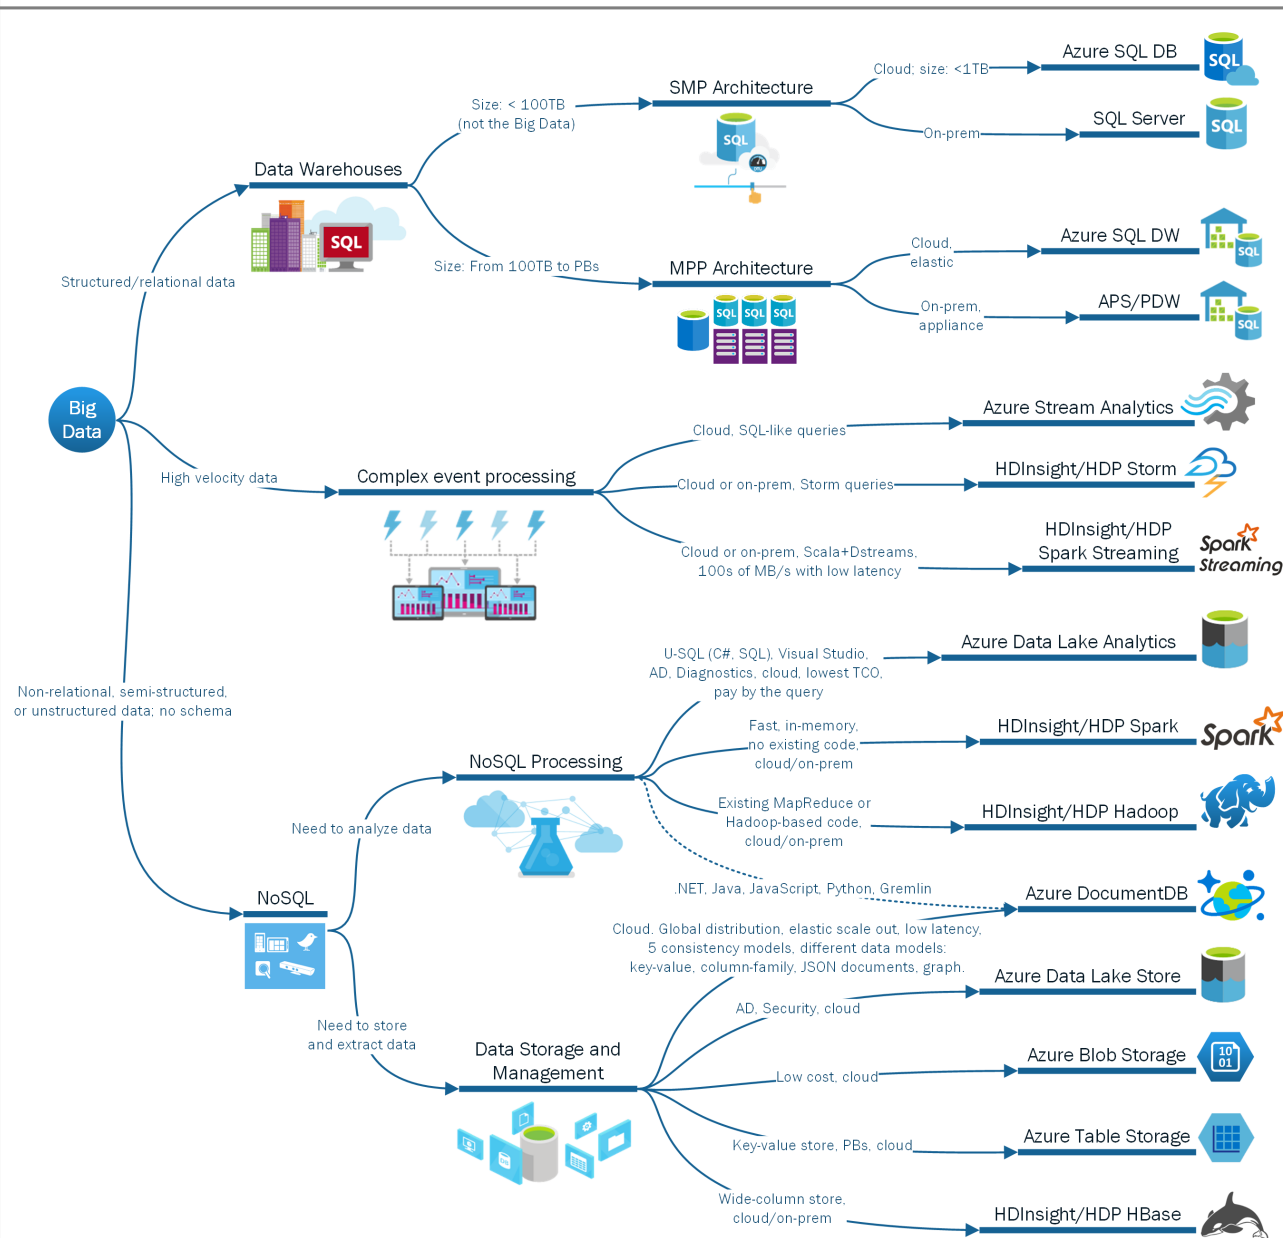 Big
Data
Structured/relational data
Data Warehouses
SQL
Size: < 100TB
(not the Big Data)
SMP Architecture
SQL
Cloud; size: <1TB
Azure SQL DB
SQL
On-prem
SQL Server
SQL
Size: From 100TB to PBs
MPP Architecture
SQL SQL SQL
Cloud,
elastic
Azure SQL DW
SQL
On-prem,
appliance
APS/PDW
SQL
High velocity data
Complex event processing
Cloud, SQL-like queries
Azure Stream Analytics
Cloud or on-prem, Storm queries
HDInsight/HDP Storm
Cloud or on-prem, Scala+Dstreams,
100s of MB/s with low latency
HDInsight/HDP
Spark Streaming
Spark
Streaming
Non-relational, semi-structured,
or unstructured data; no schema
NoSQL
Need to analyze data
NoSQL Processing
U-SQL (C#, SQL), Visual Studio,
AD, Diagnostics, cloud, lowest TCO,
pay by the query
Azure Data Lake Analytics
Fast, in-memory,
no existing code,
cloud/on-prem
HDInsight/HDP Spark
Spark
Existing MapReduce or
Hadoop-based code,
cloud/on-prem
HDInsight/HDP Hadoop
.NET, Java, JavaScript, Python, Gremlin
Azure DocumentDB
Need to store
and extract data
Data Storage and
Management
Cloud. Global distribution, elastic scale out, low latency,
5 consistency models, different data models:
key-value, column-family, JSON documents, graph.
AD, Security, cloud
Azure Data Lake Store
Low cost, cloud
Azure Blob Storage
10
01
Key-value store, PBs, cloud
Azure Table Storage
Wide-column store,
cloud/on-prem
HDInsight/HDP HBase